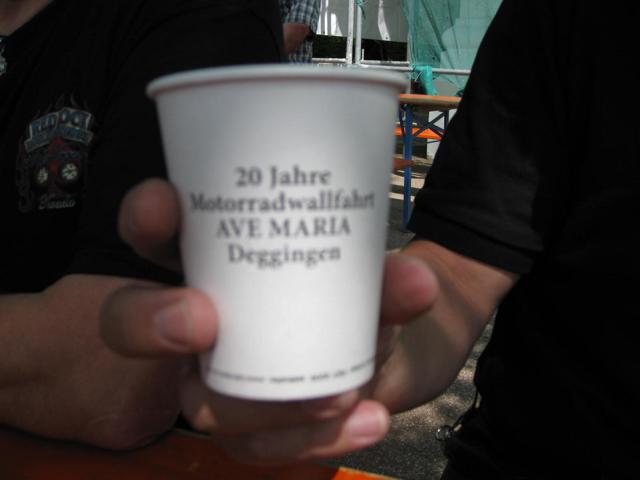 20 Jahre
Motorradwallfahrt
AVE MARIA
Deggingen